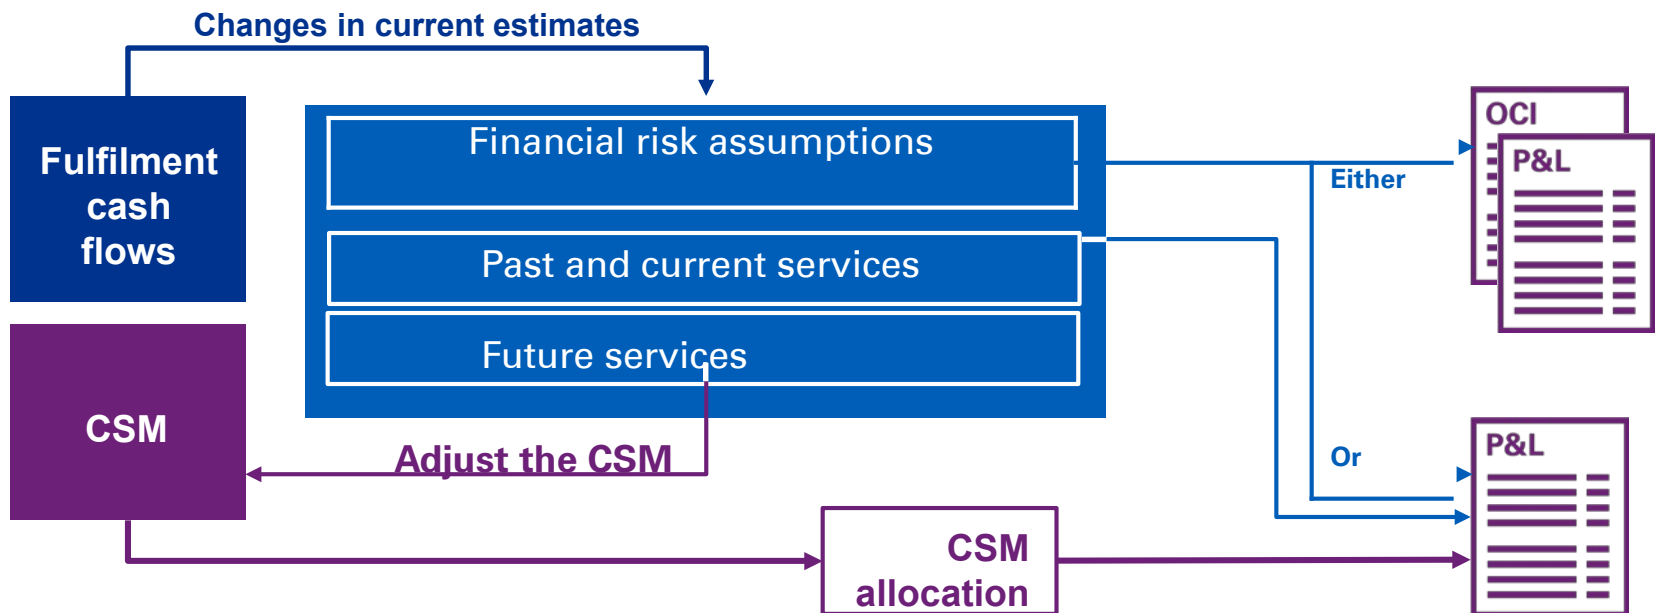 Changes in current estimates
Fulfilment
cash
flows
Financial risk assumptions
Past and current services
Future services
Either
OCI
P&L
CSM
Adjust the CSM
Or
P&L
CSM
allocation